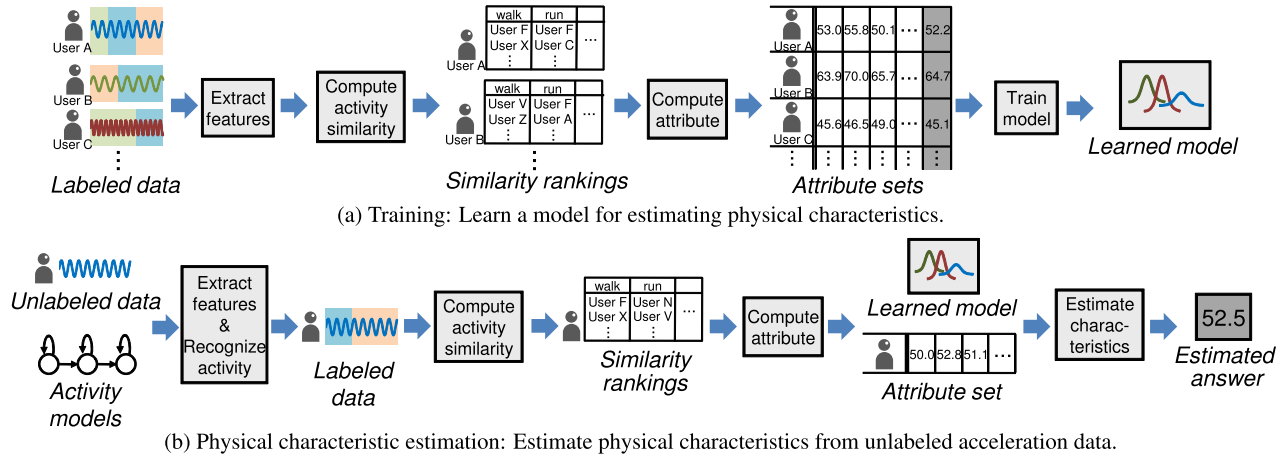 User A
User B
User C
⋮
Labeled data
Extract
features
Compute
activity
similarity
walk run
User F User F
User X User C ...
⋮ ⋮
User A
walk run
User V User F
User Z User A ...
⋮ ⋮
User B
⋮
Similarity rankings
Compute
attribute
User A 53.0 55.8 50.1 ... 52.2
User B 63.9 70.0 65.7 ... 64.7
User C 45.6 46.5 49.0 ... 45.1
⋮ ⋮ ⋮ ⋮ ⋮
Attribute sets
Train
model
Learned model
(a) Training: Learn a model for estimating physical characteristics.
Unlabeled data
Activity
models
Extract
features
&
Recognize
activity
Labeled
data
Compute
activity
similarity
walk run
User F User N
User X User V ...
⋮ ⋮
Similarity
rankings
Compute
attribute
Learned model
50.0 52.8 51.1 ...
Attribute set
Estimate
charac-
teristics
52.5
Estimated
answer
(b) Physical characteristic estimation: Estimate physical characteristics from unlabeled acceleration data.